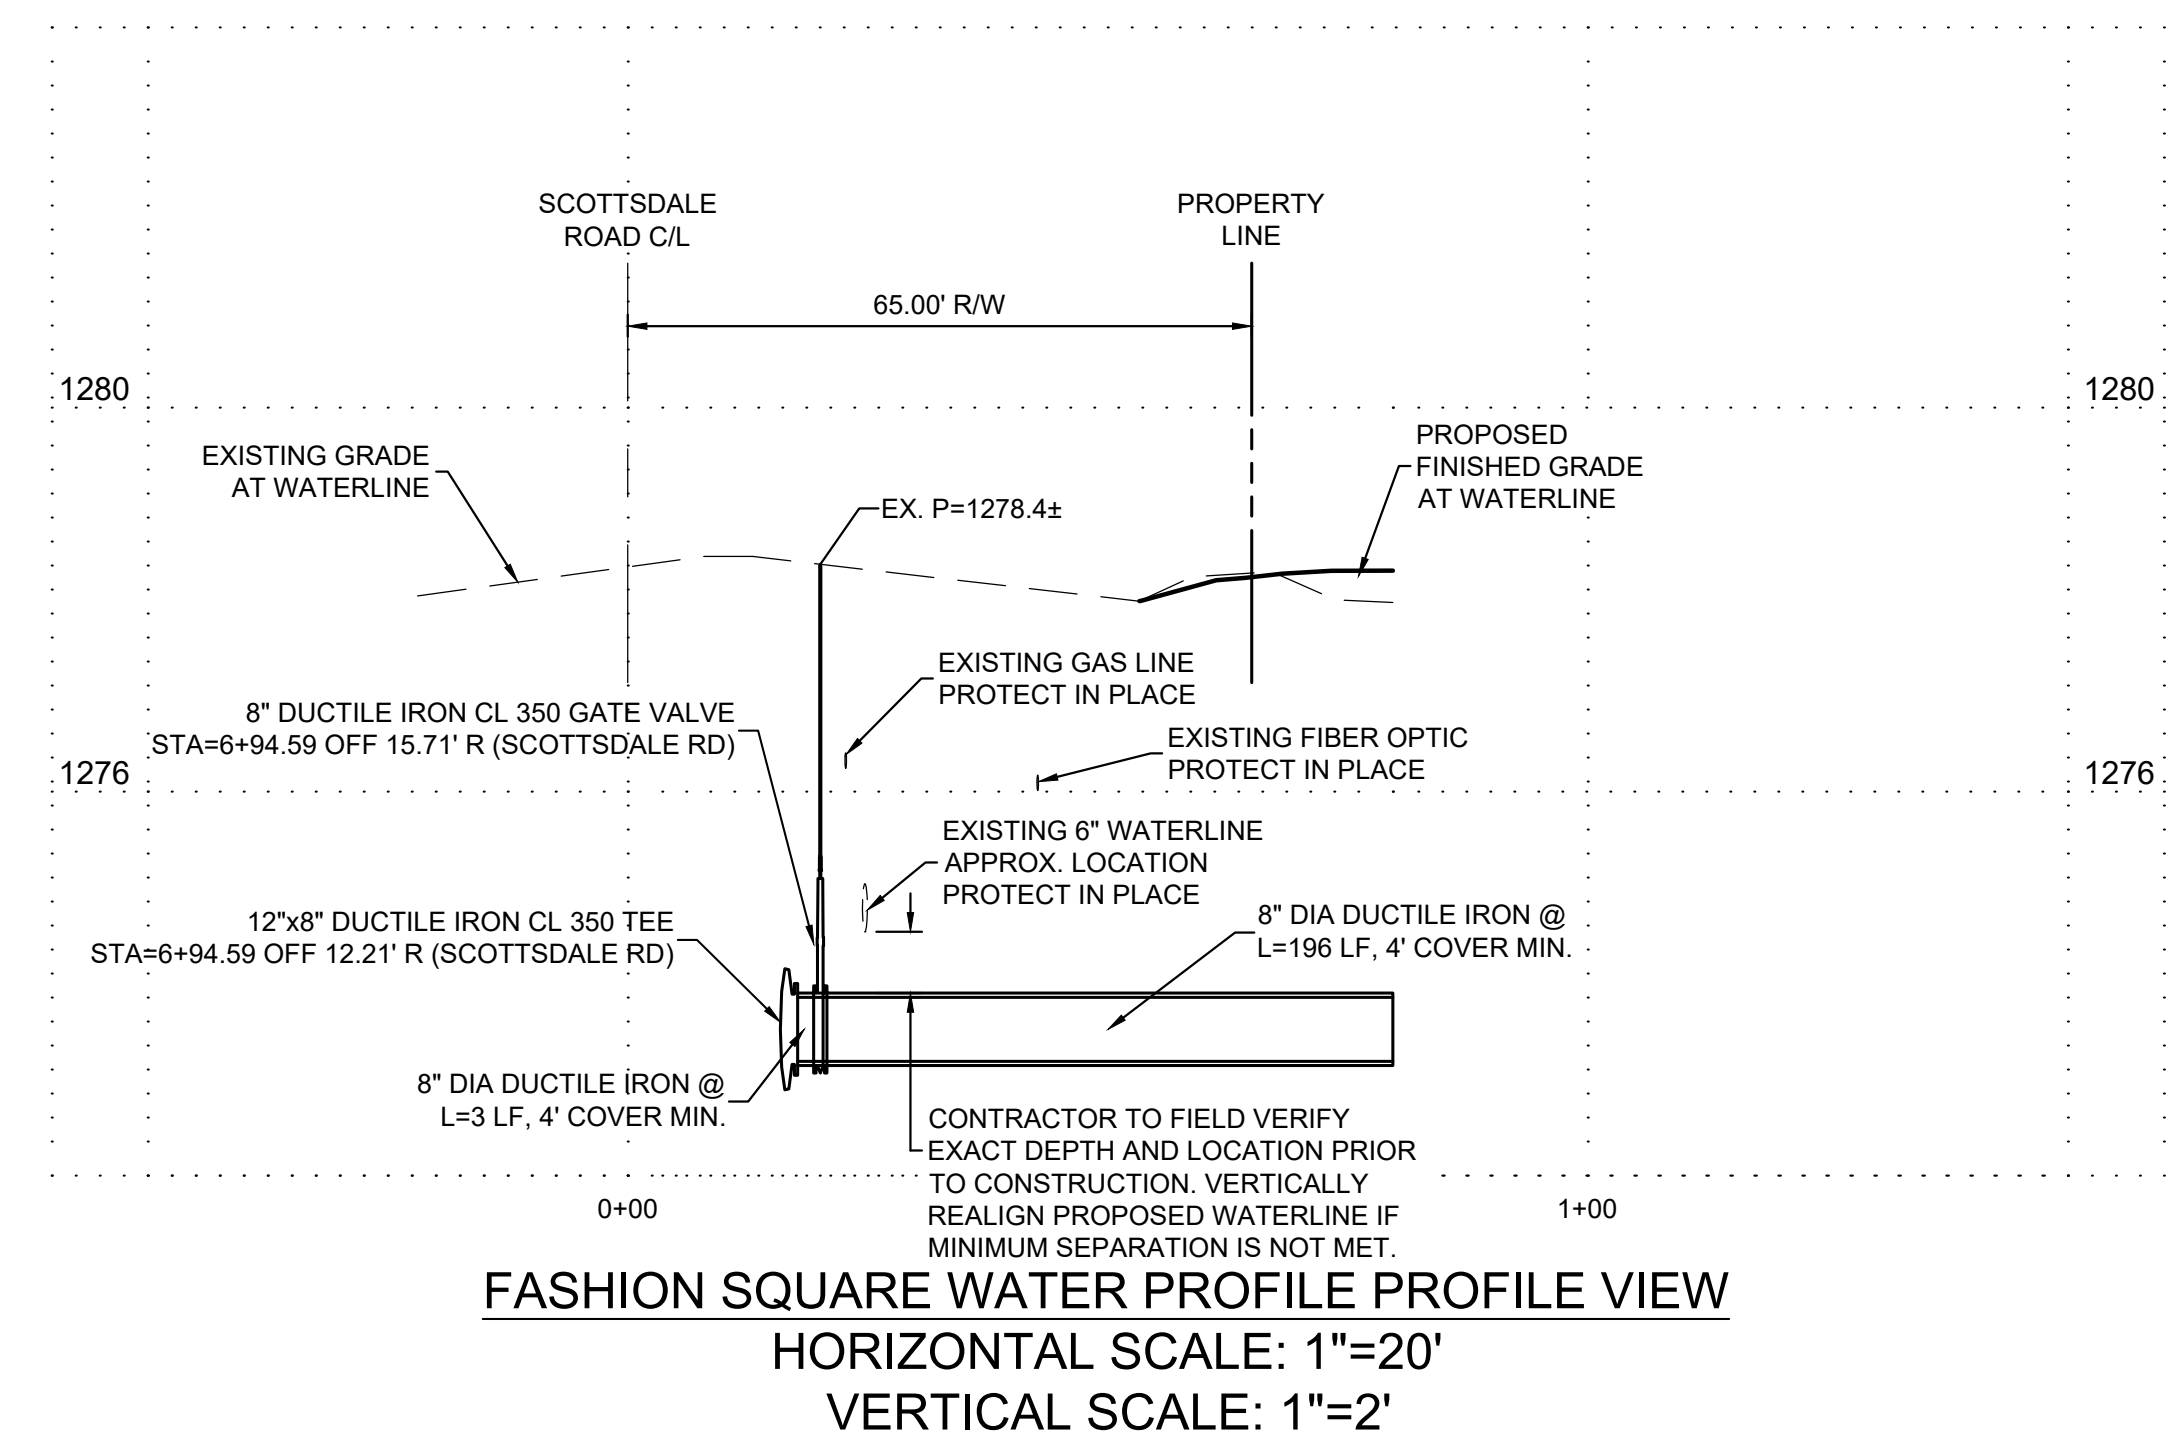 SCOTTSDALE
ROAD C/L
PROPERTY
LINE
65.00' R/W
1280
1280
EXISTING GRADE
AT WATERLINE
PROPOSED
FINISHED GRADE
AT WATERLINE
EX. P=1278.4±
EXISTING GAS LINE
PROTECT IN PLACE
8" DUCTILE IRON CL 350 GATE VALVE
STA=6+94.59 OFF 15.71' R (SCOTTSDALE RD)
EXISTING FIBER OPTIC
PROTECT IN PLACE
1276
1276
EXISTING 6" WATERLINE
APPROX. LOCATION
PROTECT IN PLACE
12"x8" DUCTILE IRON CL 350 TEE
STA=6+94.59 OFF 12.21' R (SCOTTSDALE RD)
8" DIA DUCTILE IRON @
L=196 LF, 4' COVER MIN.
8" DIA DUCTILE IRON @
L=3 LF, 4' COVER MIN.
CONTRACTOR TO FIELD VERIFY
EXACT DEPTH AND LOCATION PRIOR
TO CONSTRUCTION. VERTICALLY
REALIGN PROPOSED WATERLINE IF
MINIMUM SEPARATION IS NOT MET.
0+00
1+00
FASHION SQUARE WATER PROFILE PROFILE VIEW
HORIZONTAL SCALE: 1"=20'
VERTICAL SCALE: 1"=2'